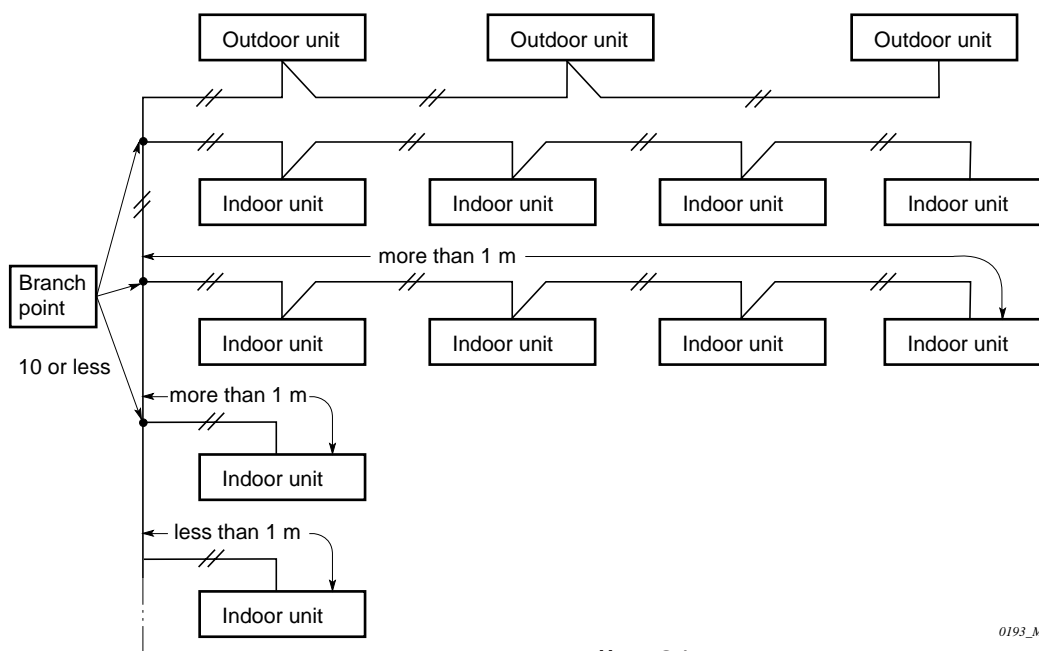 Outdoor unit
Outdoor unit
Outdoor unit
Indoor unit
Indoor unit
Indoor unit
Indoor unit
more than 1 m
Branch
point
10 or less
Indoor unit
Indoor unit
Indoor unit
Indoor unit
more than 1 m
Indoor unit
less than 1 m
Indoor unit